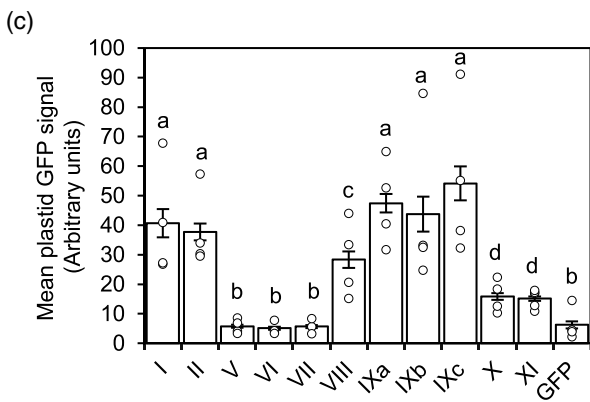 (c)
Mean plastid GFP signal
(Arbitrary units)
100
90
80
70
60
50
40
30
20
10
0
a
a
b
b
b
c
a
a
a
d
d
b
I
II
V
VI
VII
VIII
IXa
IXb
IXc
X
XI
GFP